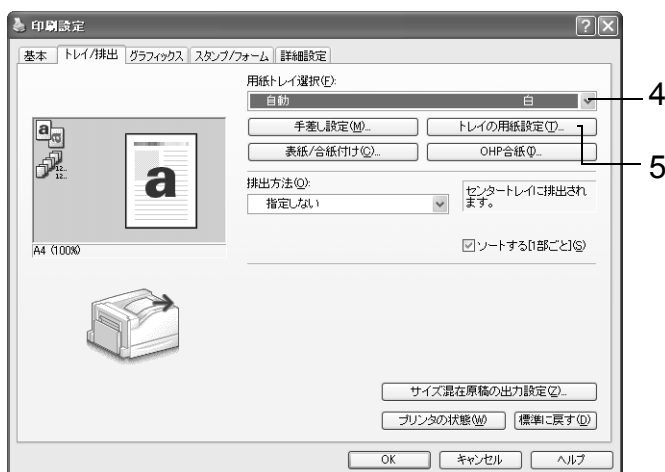 印刷設定
基本 トレイ/排出 グラフィックス スタンプ/フォーム 詳細設定
用紙トレイ選択(F):
自動 白
4
手差し設定(M)... トレイの用紙設定(T)...
表紙/合紙付け(C)... OHP合紙(I)...
5
a
12..
12..
a
A4 (100%)
排出方法(O):
指定しない
センタートレイに排出され
ます。
ソートする[1部ごと](S)
サイズ混在原稿の出力設定(Z)...
プリンタの状態(W) 標準に戻す(D)
OK キャンセル ヘルプ